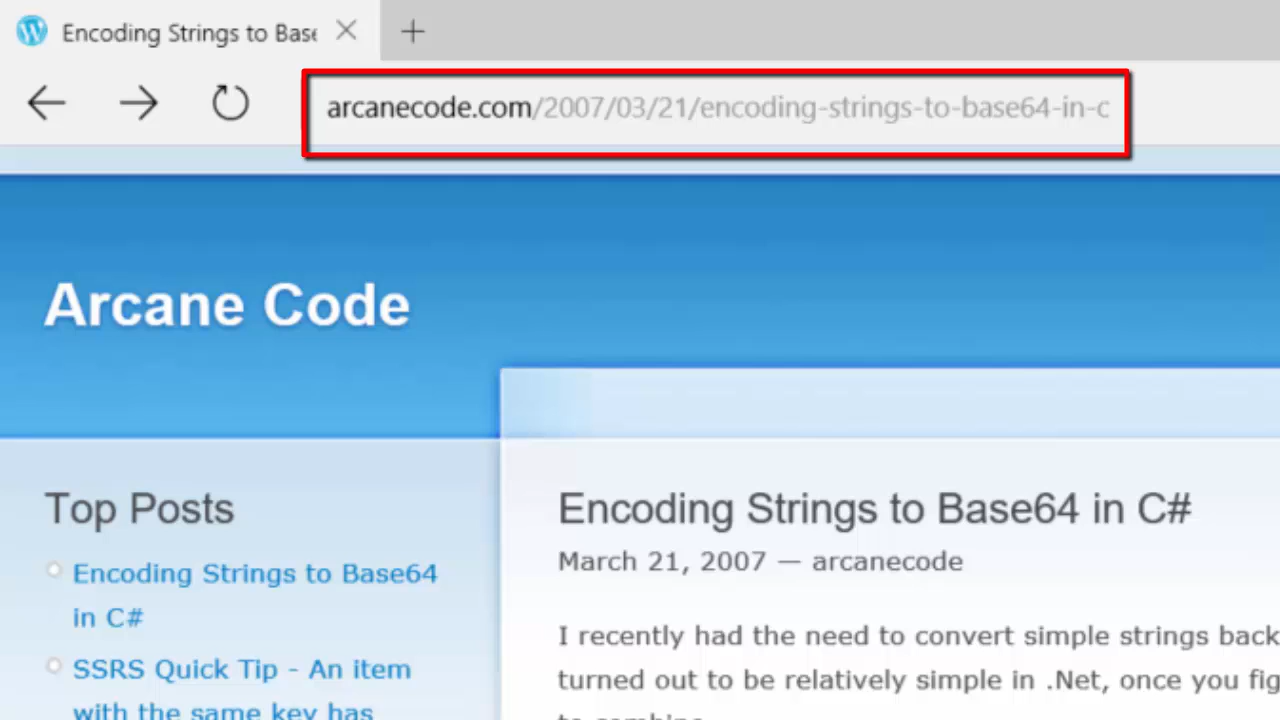 Encoding Strings to Base
arcanecode.com/2007/03/21/encoding-strings-to-base64-in-c
Arcane Code
Top Posts
Encoding Strings to Base64
in C#
SSRS Quick Tip - An item
with the same key has
Encoding Strings to Base64 in C#
March 21, 2007 — arcanecode
I recently had the need to convert simple strings back
turned out to be relatively simple in .Net, once you fig
to combine